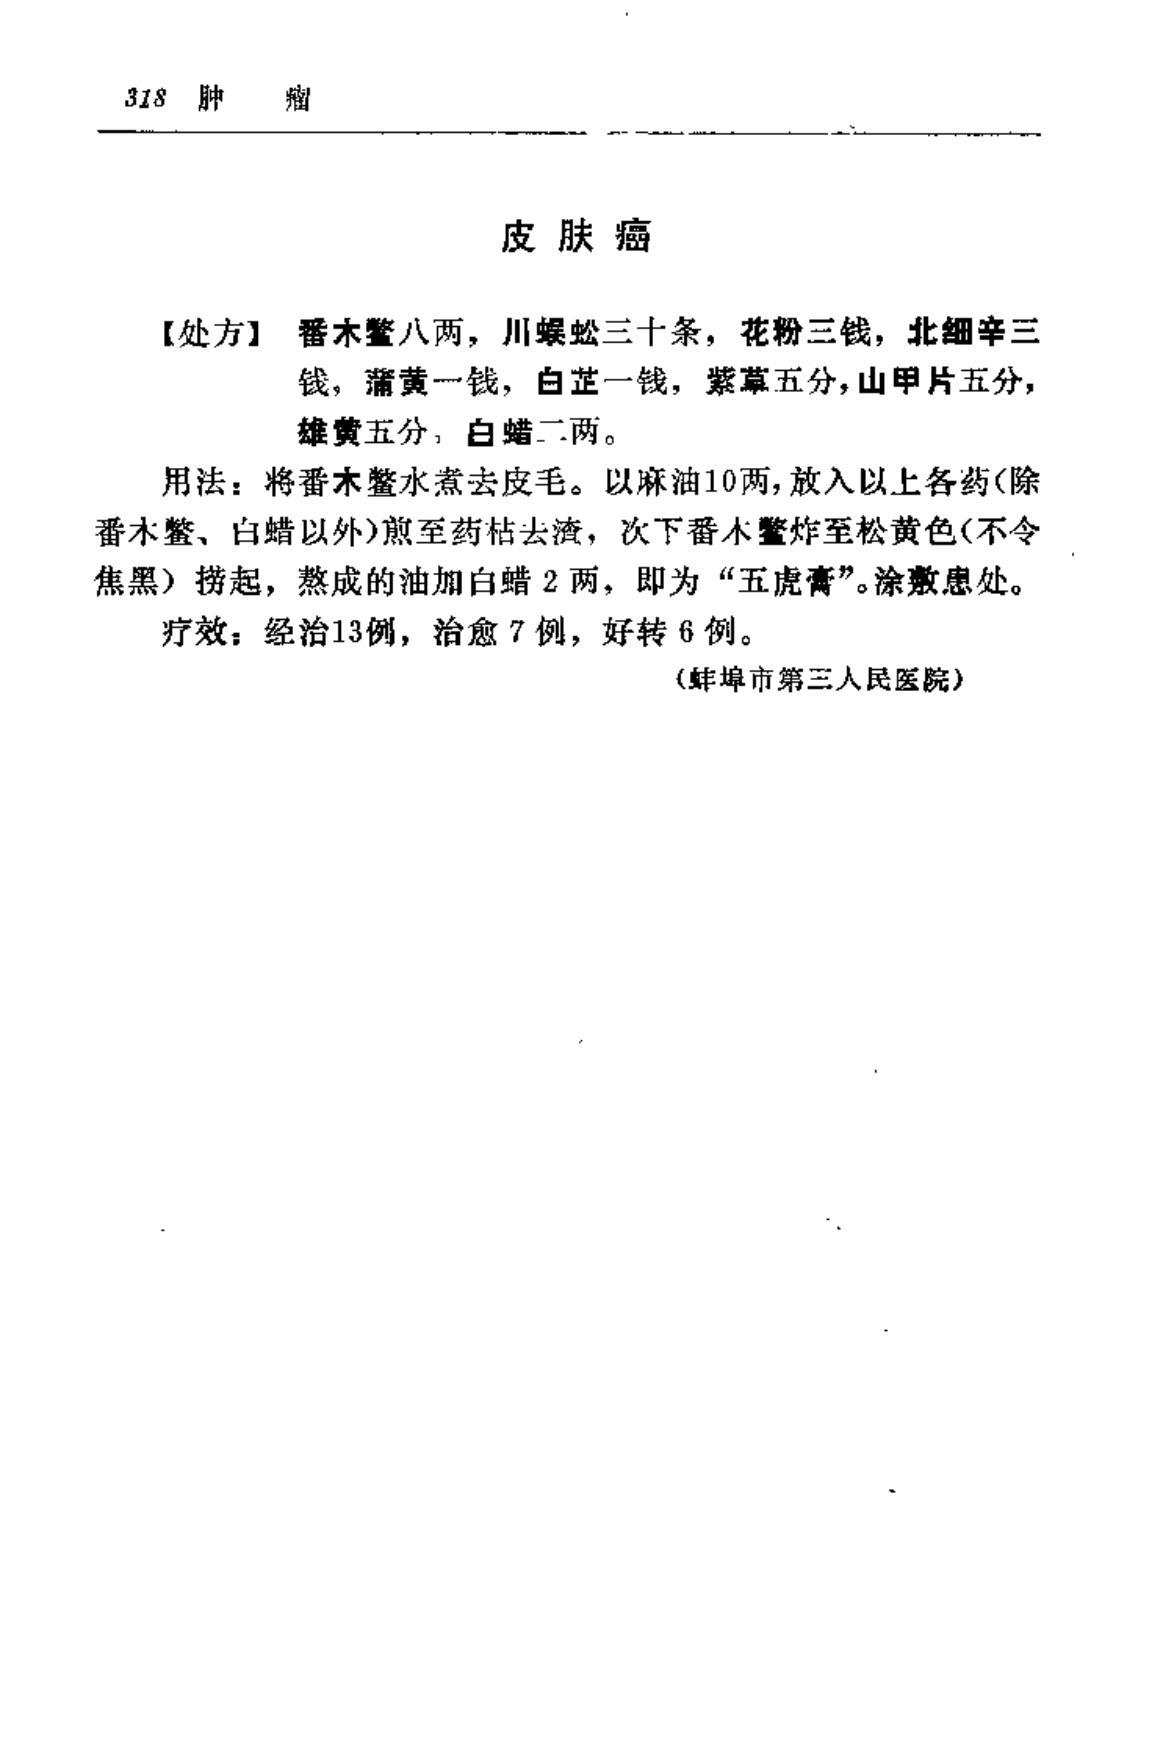 318 肿 瘤
皮肤癌
【处方】 番木鳖八两，川蜈蚣三十条，花粉三钱，北细辛三
钱，蒲黄一钱，白芷一钱，紫草五分，山甲片五分，
雄黄五分，白蜡二两。
用法：将番木鳖水煮去皮毛。以麻油10两，放入以上各药（除
番木鳖、白蜡以外）煎至药枯去渣，次下番木鳖炸至松黄色（不令
焦黑）捞起，熬成的油加白蜡2两，即为“五虎膏”。涂敷患处。
疗效：经治13例，治愈7例，好转6例。
（蚌埠市第三人民医院）